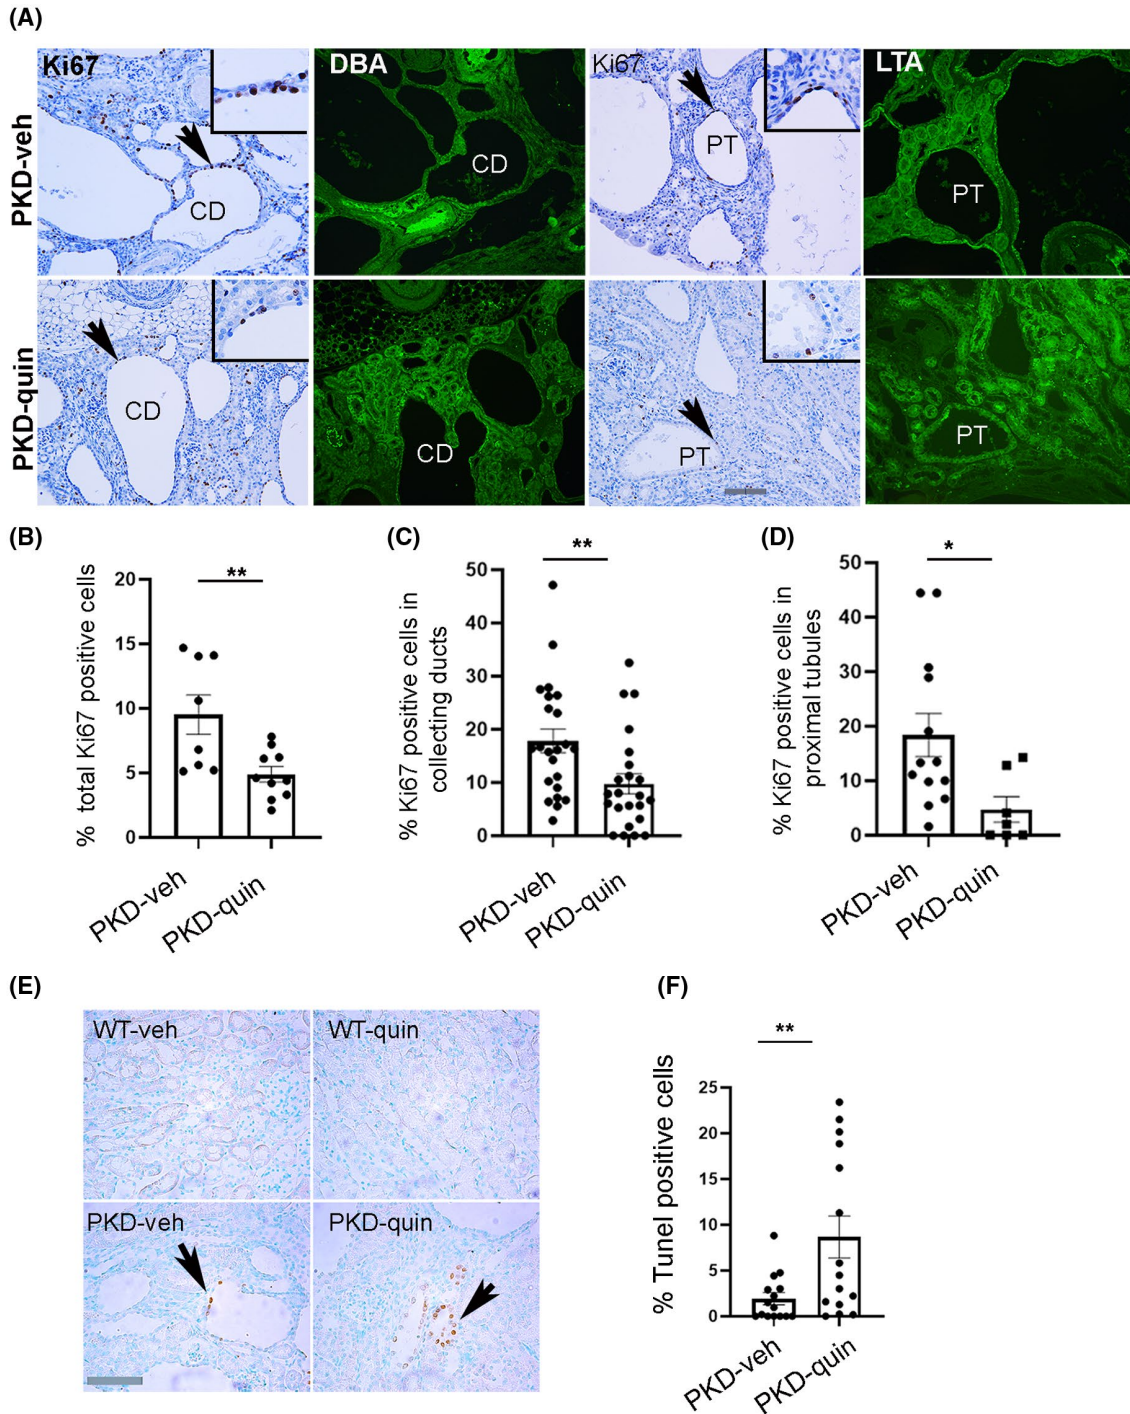 (A)
Ki67 DBA Ki67 LTA
PKD-veh
CD CD PT PT
PKD-quin
CD CD PT PT
(B) (C) (D)
% total Ki67 positive cells
20
15
10
5
0
**
PKD-veh
PKD-quin
% Ki67 positive cells in
collecting ducts
50
40
30
20
10
0
**
PKD-veh
PKD-quin
% Ki67 positive cells in
proximal tubules
50
40
30
20
10
0
*
PKD-veh
PKD-quin
(E) (F)
WT-veh WT-quin
PKD-veh PKD-quin
% Tunel positive cells
25
20
15
10
5
0
**
PKD-veh
PKD-quin